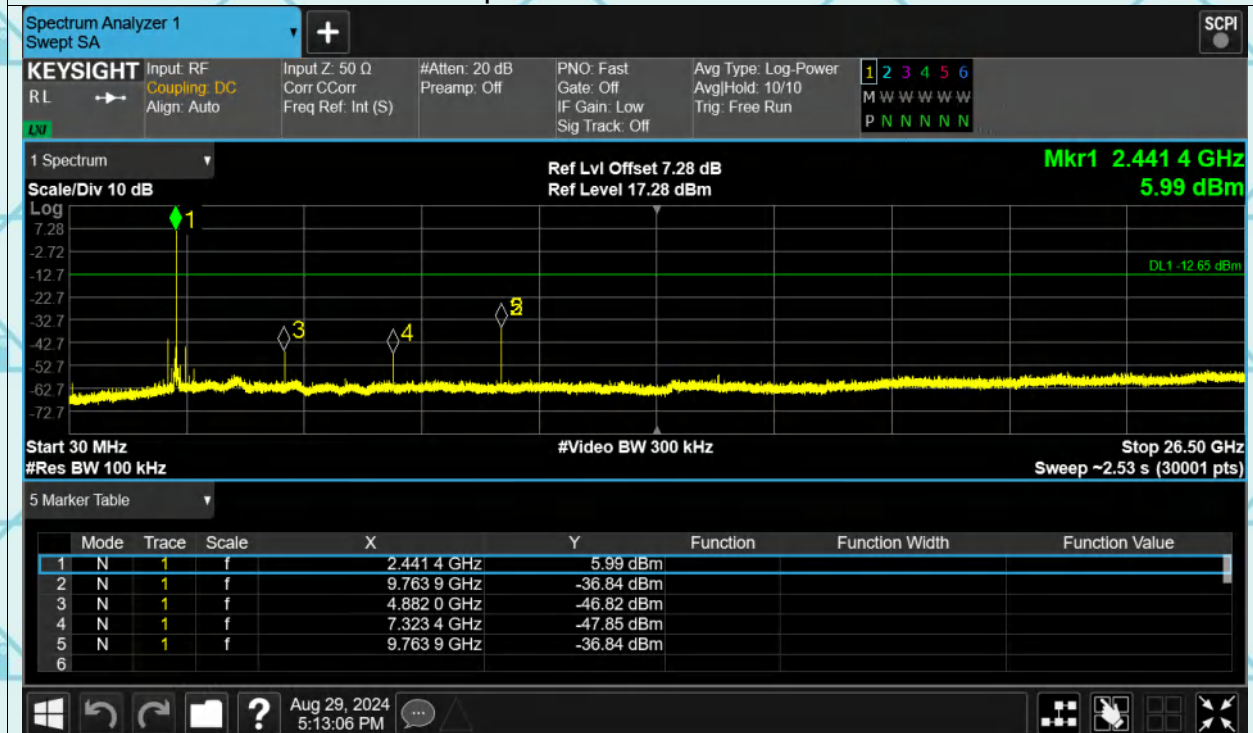 Spectrum Analyzer 1
Swept SA
+
SCPI
KEYSIGHT Input: RF Input Z: 50 Ω #Atten: 20 dB PNO: Fast Avg Type: Log-Power 1 2 3 4 5 6
RL Coupling: DC Corr CCorr Preamp: Off Gate: Off Avg|Hold: 10/10 M W W W W W
Align: Auto Freq Ref: Int (S) IF Gain: Low Trig: Free Run P N N N N N
LXI Sig Track: Off
1 Spectrum Ref Lvl Offset 7.28 dB Mkr1 2.441 4 GHz
Scale/Div 10 dB Ref Level 17.28 dBm 5.99 dBm
Log
1
7.28
-2.72
DL1 -12.65 dBm
-12.7
-22.7
-32.7
3
4
-42.7
-52.7
-62.7
-72.7
Start 30 MHz #Video BW 300 kHz Stop 26.50 GHz
#Res BW 100 kHz Sweep ~2.53 s (30001 pts)
5 Marker Table
Mode Trace Scale X Y Function Function Width Function Value
1 N 1 f 2.441 4 GHz 5.99 dBm
2 N 1 f 9.763 9 GHz -36.84 dBm
3 N 1 f 4.882 0 GHz -46.82 dBm
4 N 1 f 7.323 4 GHz -47.85 dBm
5 N 1 f 9.763 9 GHz -36.84 dBm
6
? Aug 29, 2024
5:13:06 PM